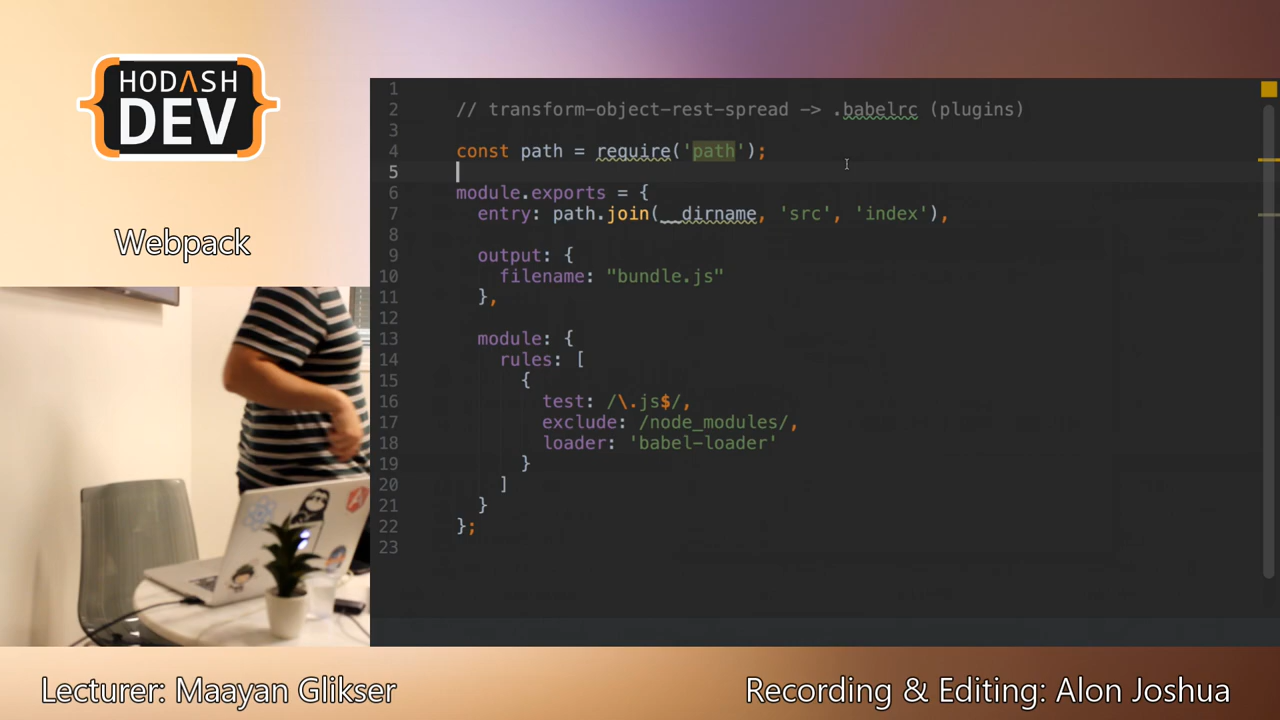 HODASH
DEV
Webpack
1
2 // transform-object-rest-spread -> .babelrc (plugins)
3
4 const path = require('path');
5
6 module.exports = {
7 entry: path.join(__dirname, 'src', 'index'),
8
9 output: {
10 filename: "bundle.js"
11 },
12
13 module: {
14 rules: [
15 {
16 test: /\.js$/,
17 exclude: /node_modules/,
18 loader: 'babel-loader'
19 }
20 ]
21 }
22 };
23
Lecturer: Maayan Glikser
Recording & Editing: Alon Joshua